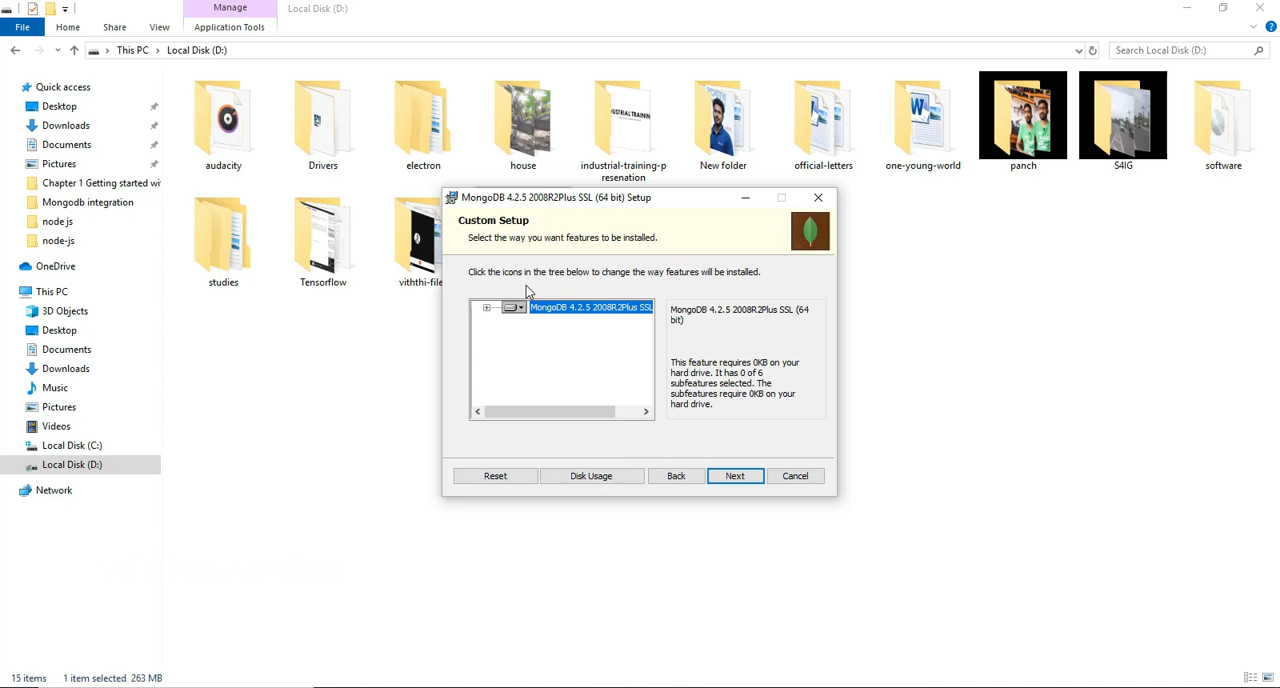 Manage
Local Disk (D:)
File
Home
Share
View
Application Tools
This PC
Local Disk (D:)
Search Local Disk (D:)
Quick access
Desktop
Downloads
Documents
Pictures
Chapter 1 Getting started wi
Mongodb integration
node js
node-js
OneDrive
This PC
3D Objects
Desktop
Documents
Downloads
Music
Pictures
Videos
Local Disk (C:)
Local Disk (D:)
Network
audacity
Drivers
electron
house
INDUSTRIAL TRAININ
industrial-training-p
resenation
New folder
official-letters
one-young-world
panch
S4IG
software
studies
Tensorflow
viththi-file
MongoDB 4.2.5 2008R2Plus SSL (64 bit) Setup
Custom Setup
Select the way you want features to be installed.
Click the icons in the tree below to change the way features will be installed.
MongoDB 4.2.5 2008R2Plus SSL
MongoDB 4.2.5 2008R2Plus SSL (64
bit)
This feature requires 0KB on your
hard drive. It has 0 of 6
subfeatures selected. The
subfeatures require 0KB on your
hard drive.
Reset
Disk Usage
Back
Next
Cancel
15 items
1 item selected 263 MB